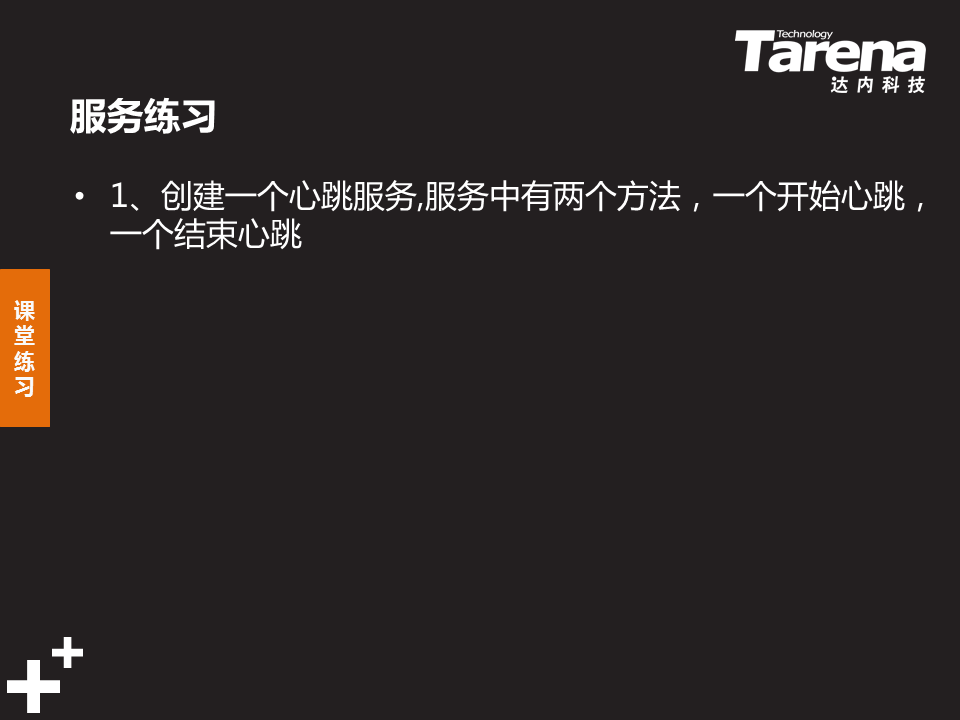 Technology
Tarena
达内科技
服务练习
• 1、创建一个心跳服务,服务中有两个方法，一个开始心跳，
一个结束心跳
课
堂
练
习